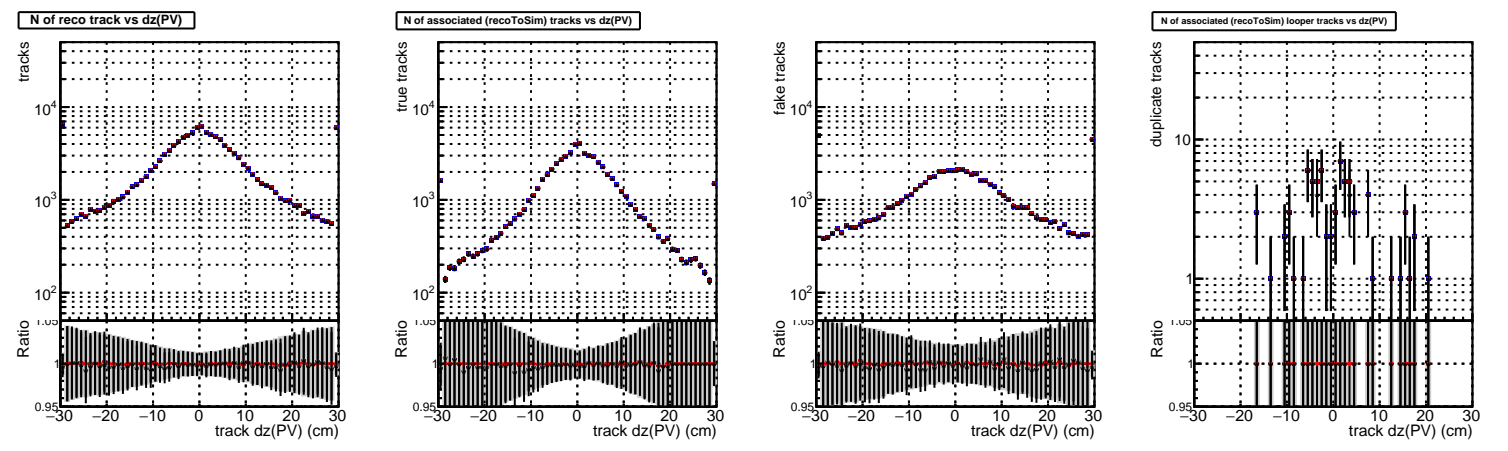 N of reco track vs dz(PV)
tracks
10^4
10^3
10^2
1.05
Ratio
1
0.95
−30 −20 −10 0 10 20 30
track dz(PV) (cm)
N of associated (recoToSim) tracks vs dz(PV)
true tracks
10^4
10^3
10^2
1.05
Ratio
1
0.95
−30 −20 −10 0 10 20 30
track dz(PV) (cm)
fake tracks
10^4
10^3
10^2
1.05
Ratio
1
0.95
−30 −20 −10 0 10 20 30
track dz(PV) (cm)
N of associated (recoToSim) looper tracks vs dz(PV)
duplicate tracks
10
1
1.05
Ratio
1
0.95
−30 −20 −10 0 10 20 30
track dz(PV) (cm)